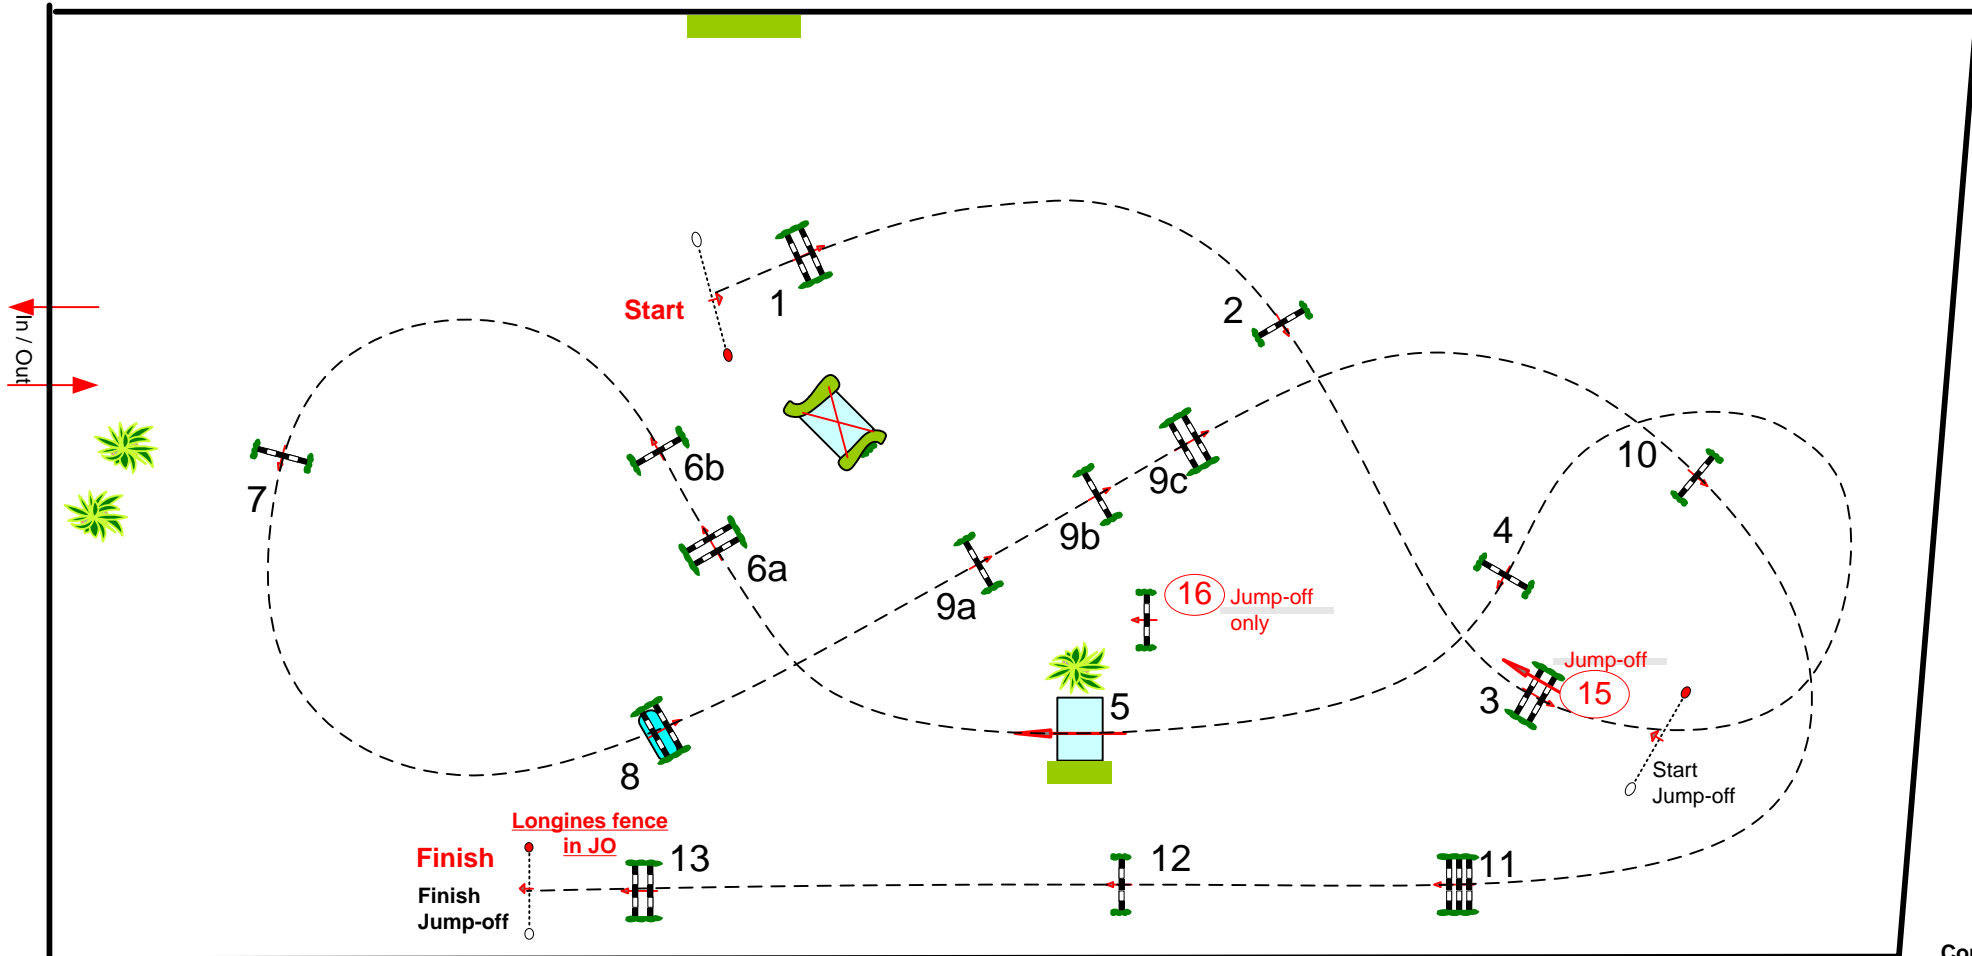 In / Out
Start
1
2
6b
7
6a
9a
9b
9c
10
4
16
Jump-off
only
5
3
Jump-off
15
Start
Jump-off
8
Longines fence
in JO
Finish
Finish
Jump-off
13
12
11